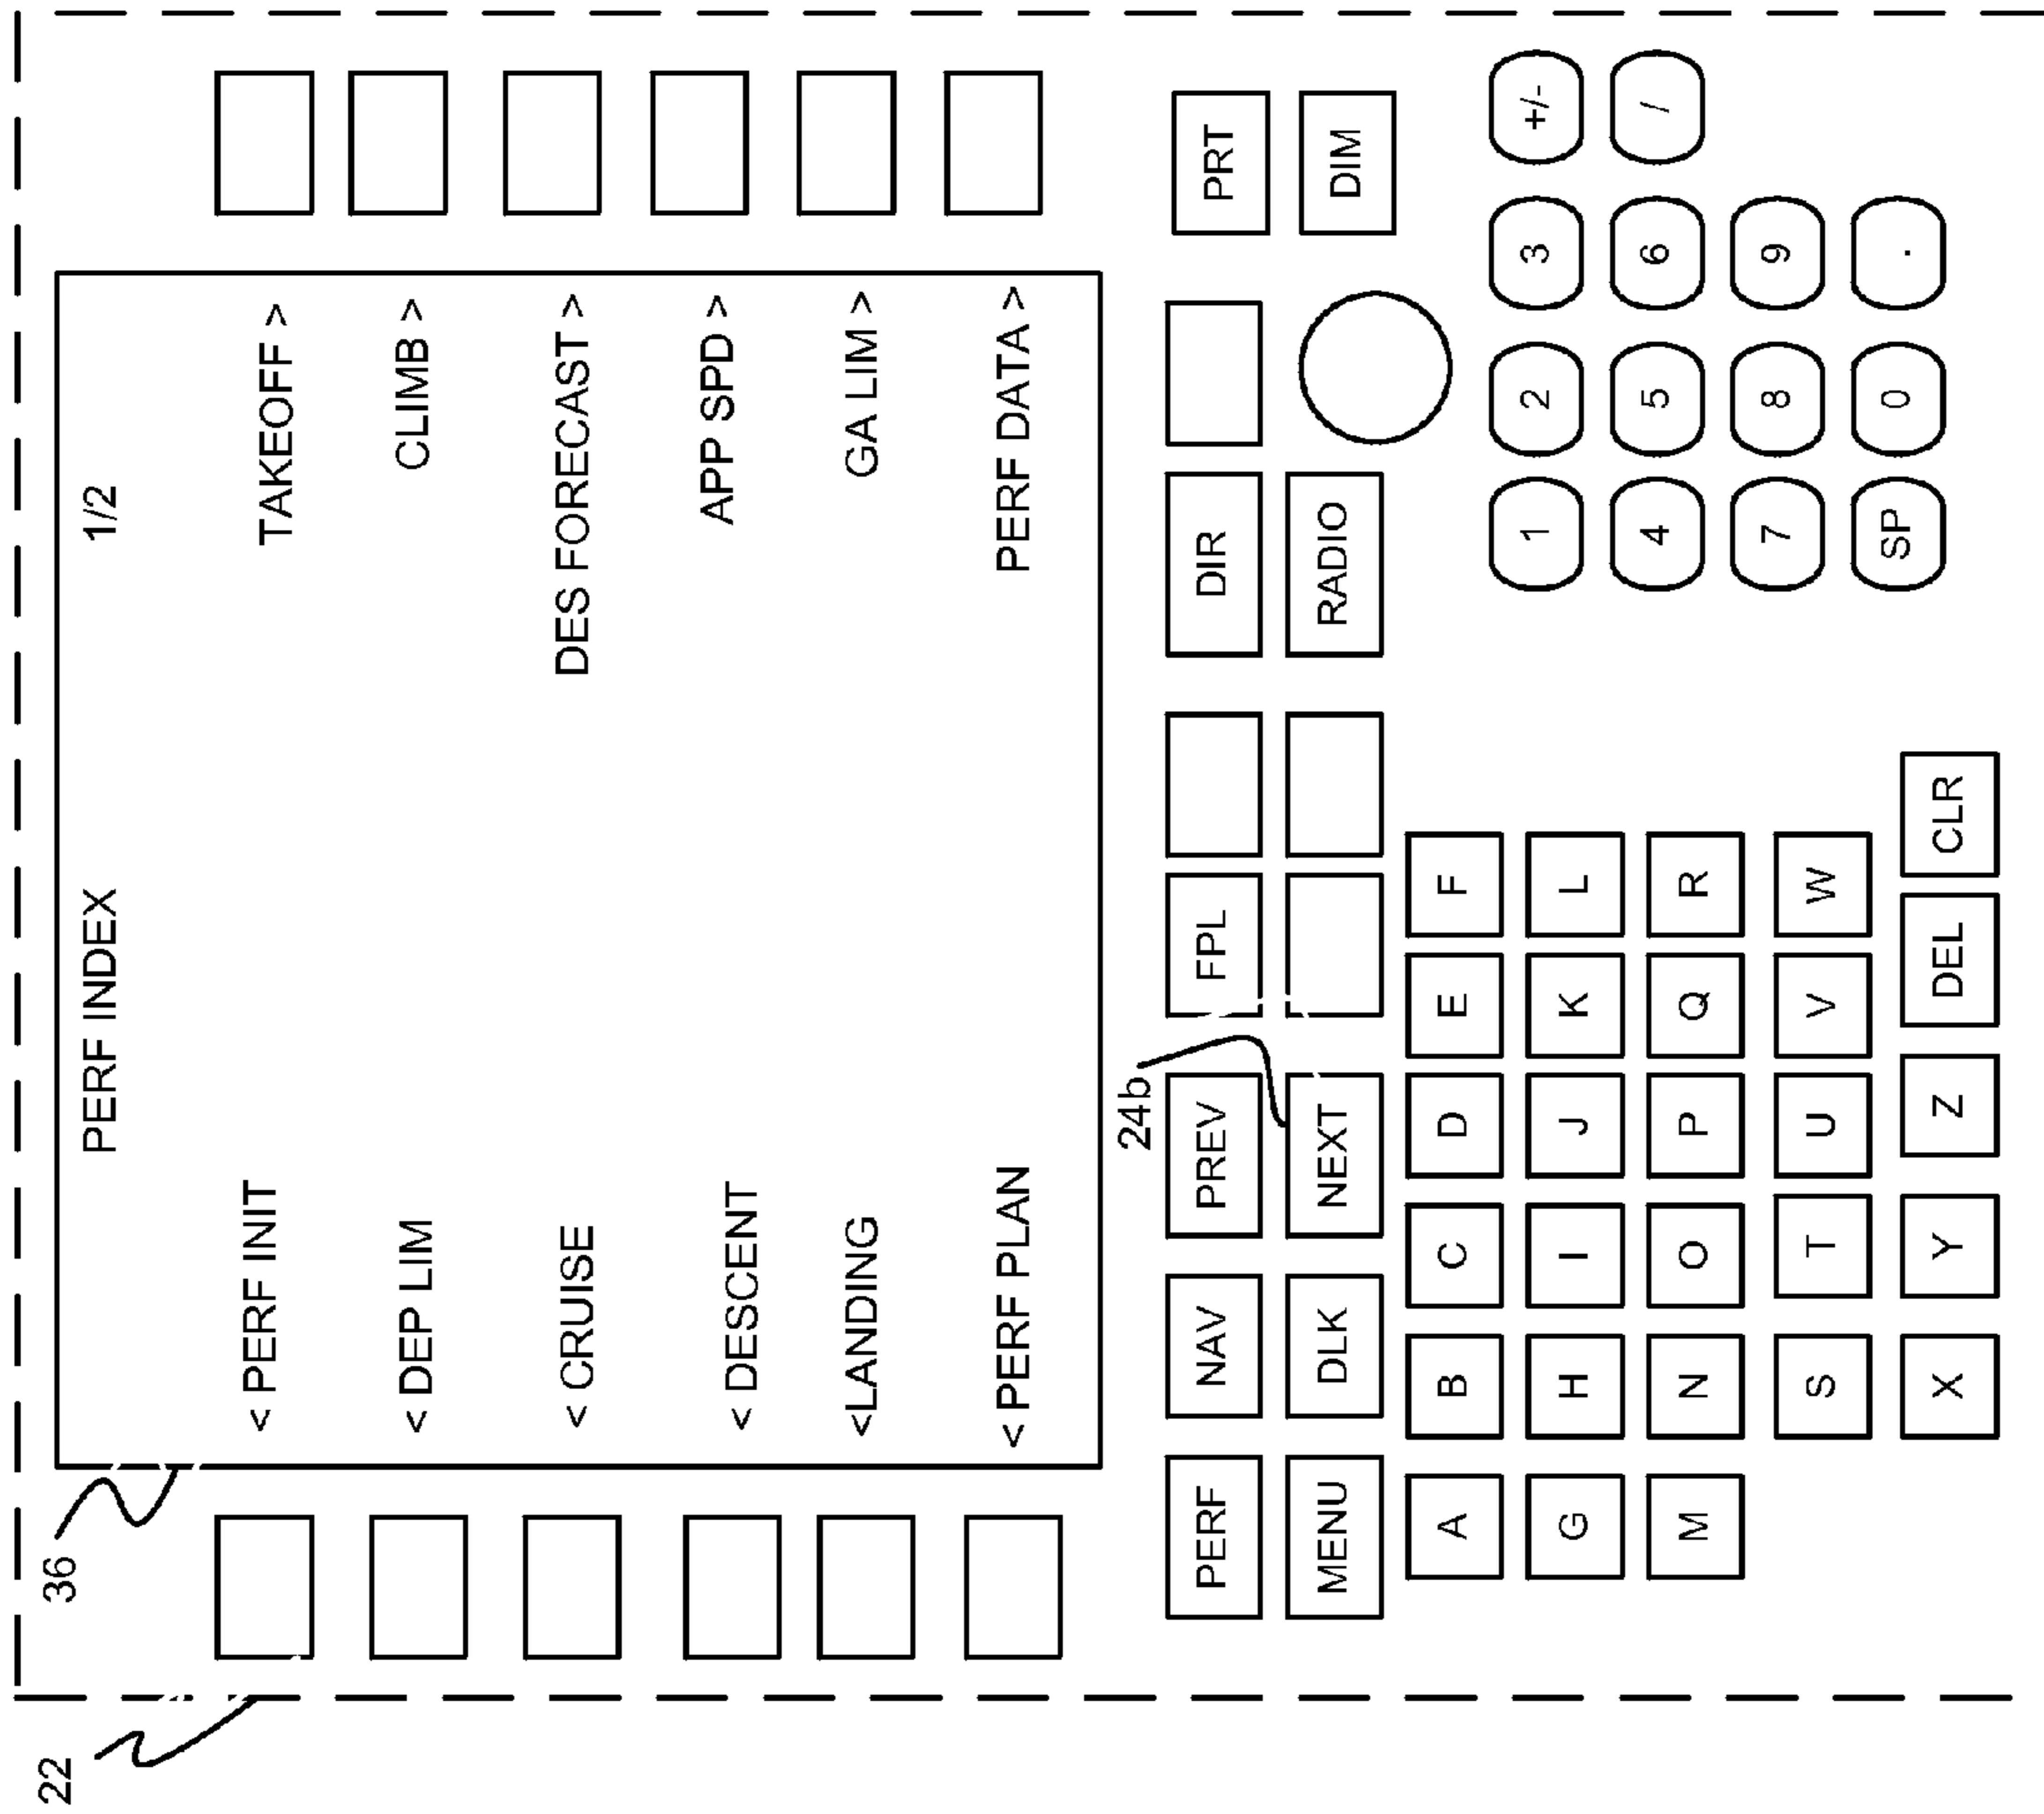 22
36
PERF INDEX 1/2
< PERF INIT TAKEOFF >
< DEP LIM CLIMB >
< CRUISE DES FORECAST >
< DESCENT APP SPD >
<LANDING GA LIM >
< PERF PLAN PERF DATA >
24b
PERF NAV PREV FPL DIR PRT
MENU DLK NEXT RADIO DIM
A B C D E F
G H I J K L
M N O P Q R
S T U V W
X Y Z DEL CLR
1 2 3 +/-
4 5 6 /
7 8 9
SP 0 .